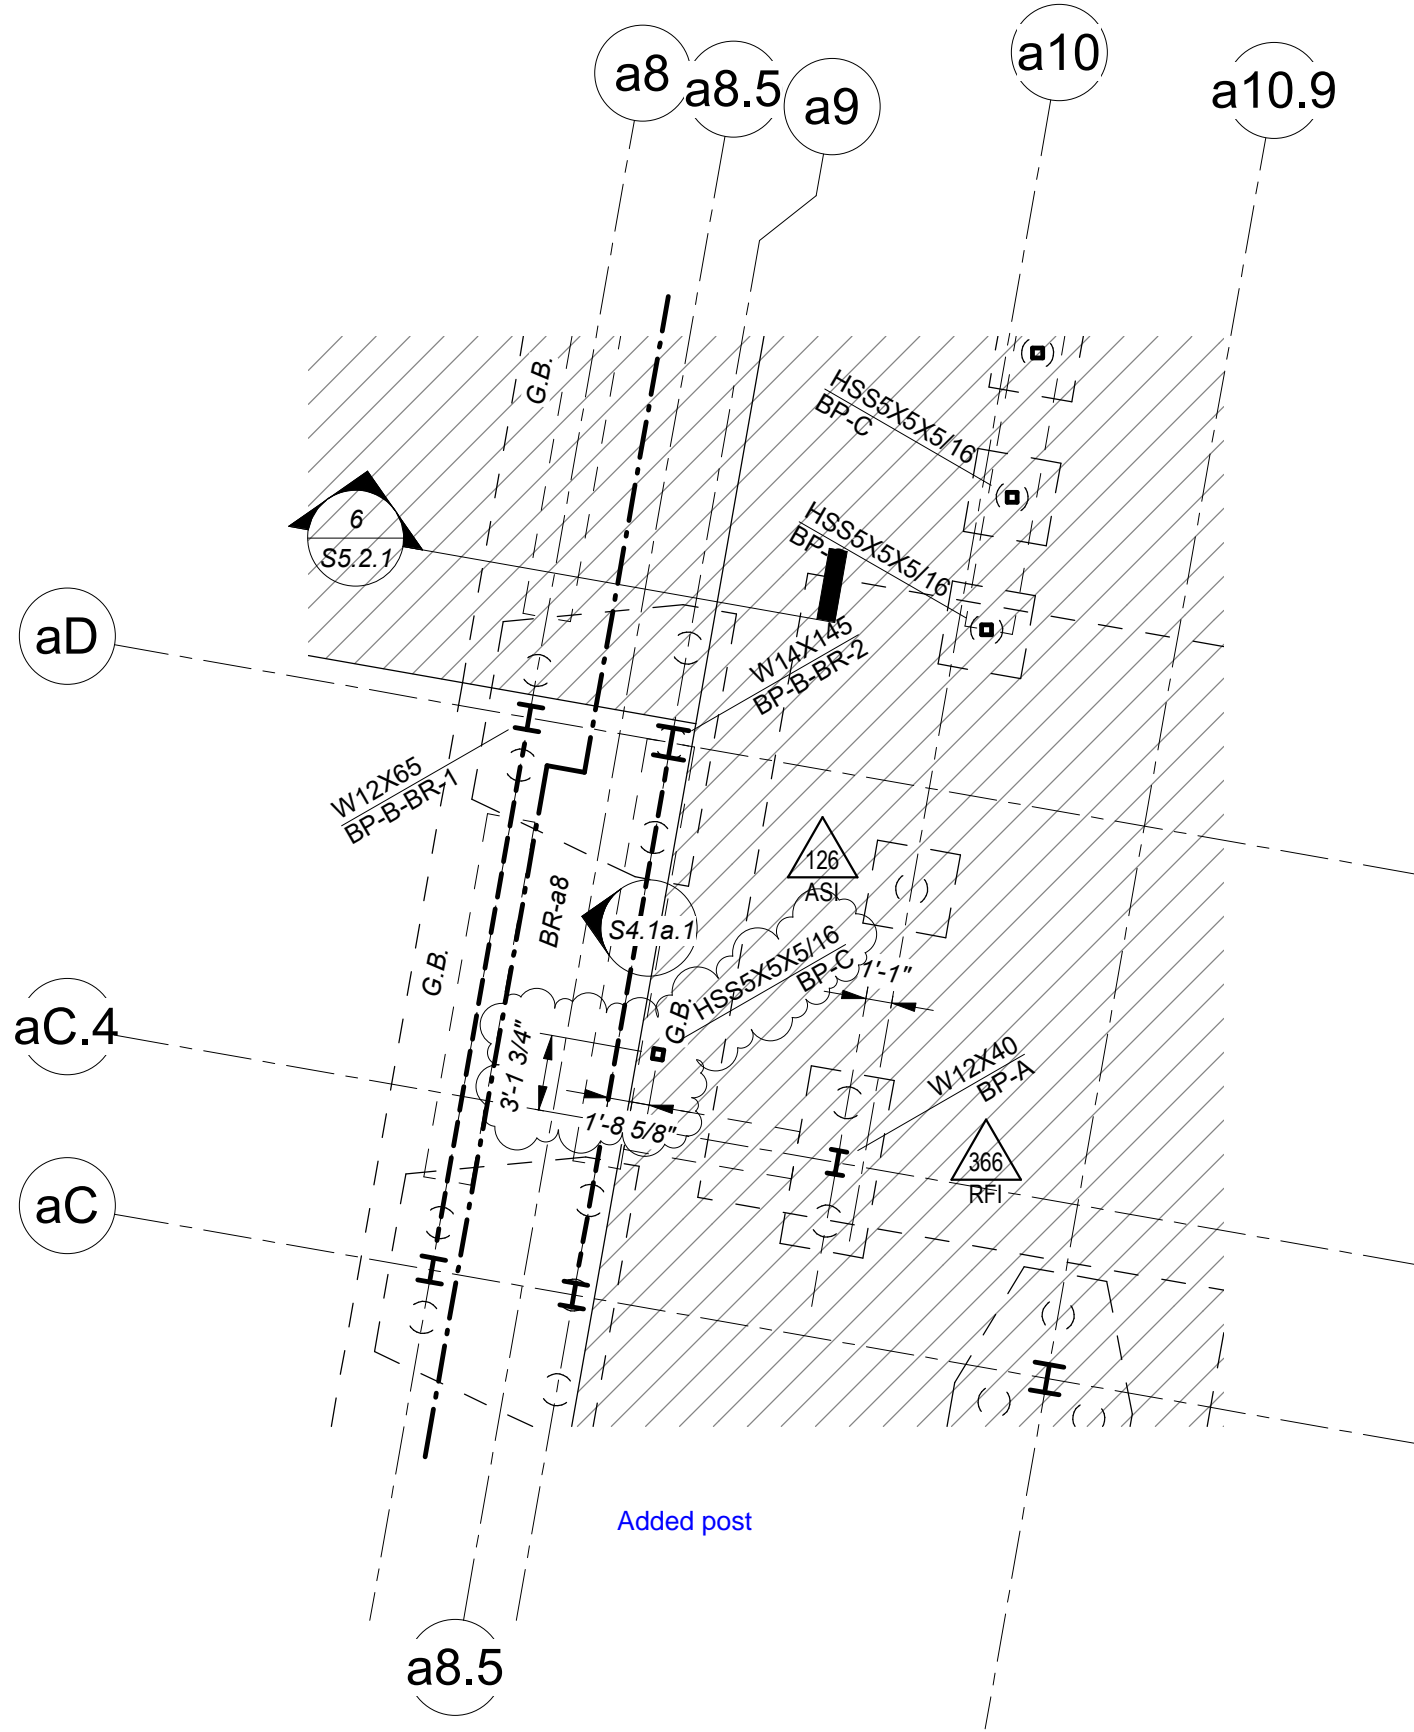 a8
a8.5
a9
a10
a10.9
G.B.
HSS5X5X5/16
BP-C
HSS5X5X5/16
BP-
6
S5.2.1
aD
W14X145
BP-B-BR-2
W12X65
BP-B-BR-1
126
ASI
BR-a8
S4.1a.1
HSS5X5X5/16
BP-C
G.B.
G.B.
1'-1"
aC.4
3'-1 3/4"
1'-8 5/8"
W12X40
BP-A
366
RFI
aC
Added post
a8.5